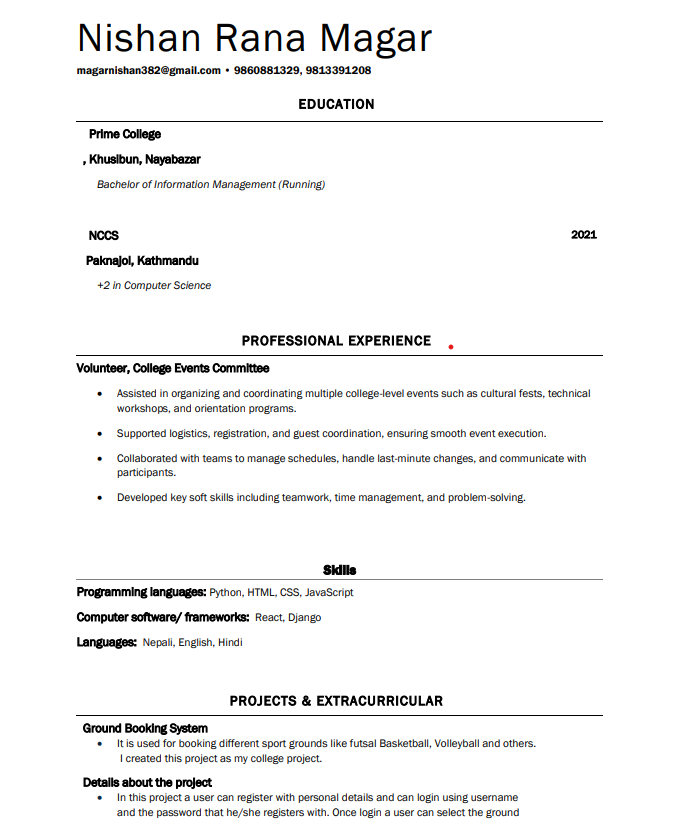 Nishan Rana Magar
magarnishan382@gmail.com • 9860881329, 9813391208
EDUCATION
Prime College
, Khusibun, Nayabazar
Bachelor of Information Management (Running)
NCCS 2021
Paknajol, Kathmandu
+2 in Computer Science
PROFESSIONAL EXPERIENCE
Volunteer, College Events Committee
• Assisted in organizing and coordinating multiple college-level events such as cultural fests, technical
workshops, and orientation programs.
• Supported logistics, registration, and guest coordination, ensuring smooth event execution.
• Collaborated with teams to manage schedules, handle last-minute changes, and communicate with
participants.
• Developed key soft skills including teamwork, time management, and problem-solving.
Skills
Programming languages: Python, HTML, CSS, JavaScript
Computer software/ frameworks: React, Django
Languages: Nepali, English, Hindi
PROJECTS & EXTRACURRICULAR
Ground Booking System
• It is used for booking different sport grounds like futsal Basketball, Volleyball and others.
I created this project as my college project.
Details about the project
• In this project a user can register with personal details and can login using username
and the password that he/she registers with. Once login a user can select the ground